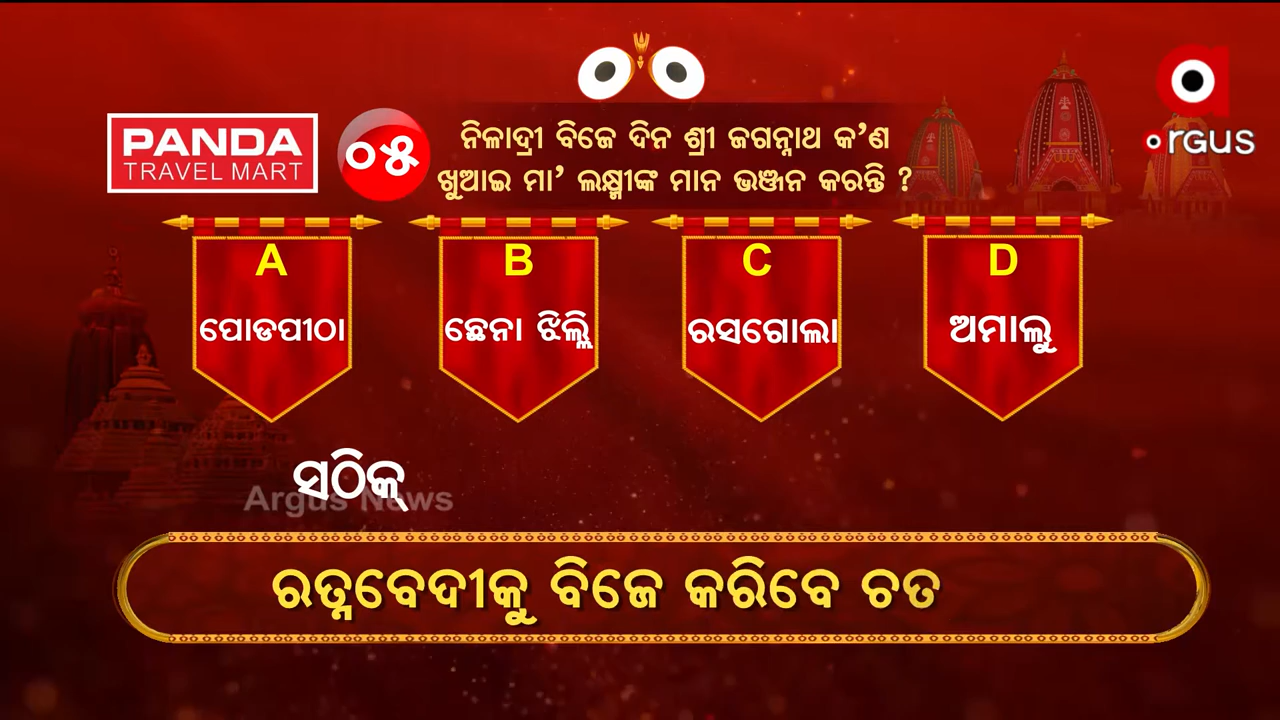 PANDA
TRAVEL MART
୦୫
ନିଳାଦ୍ରୀ ବିଜେ ଦିନ ଶ୍ରୀ ଜଗନ୍ନାଥ କ'ଣ
ଖୁଆଇ ମା' ଲକ୍ଷ୍ମୀଙ୍କ ମାନ ଭଞ୍ଜନ କରନ୍ତି ?
argus
A
ପୋଡପୀଠା
B
ଛେନା ଝିଲ୍ଲି
C
ରସଗୋଲା
D
ଅମାଲୁ
ସଠିକ୍
Argus News
ରତ୍ନବେଦୀକୁ ବିଜେ କରିବେ ଚତ